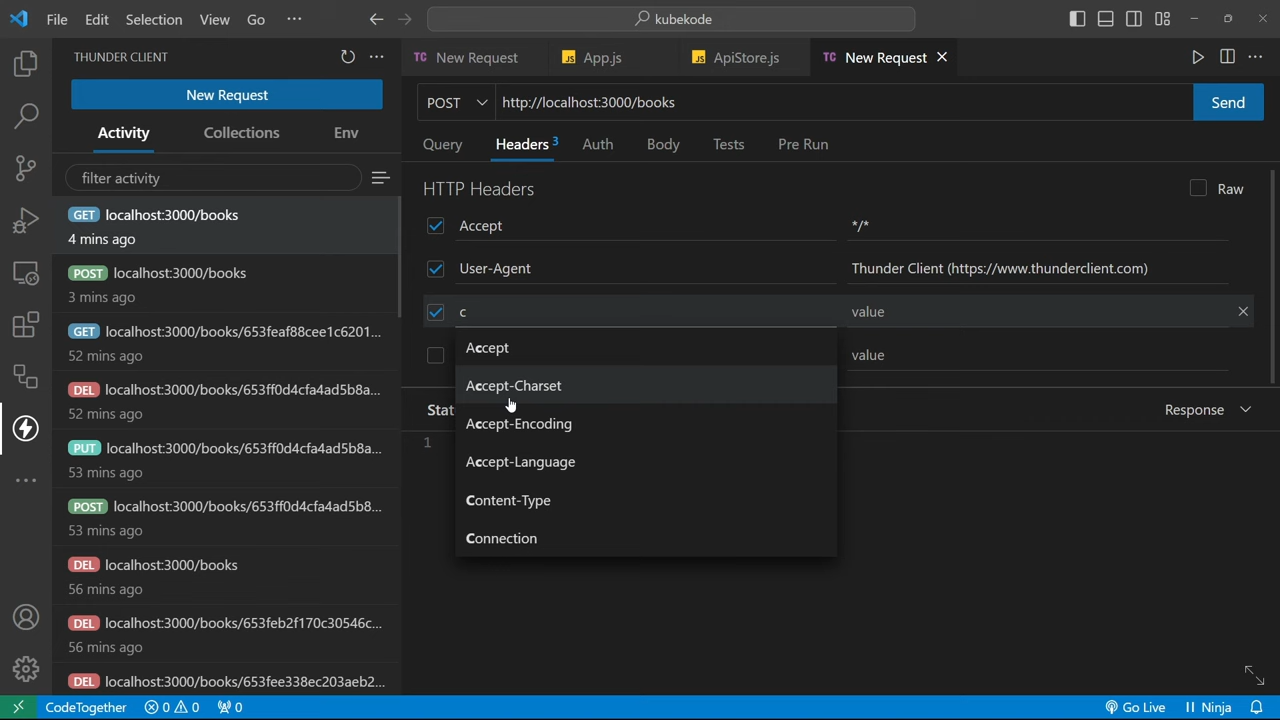 File Edit Selection View Go ···
kubekode
THUNDER CLIENT
New Request
Activity Collections Env
filter activity
GET localhost:3000/books
4 mins ago
POST localhost:3000/books
3 mins ago
GET localhost:3000/books/653feaf88cee1c6201...
52 mins ago
DEL localhost:3000/books/653ff0d4cfa4ad5b8a...
52 mins ago
PUT localhost:3000/books/653ff0d4cfa4ad5b8a...
53 mins ago
POST localhost:3000/books/653ff0d4cfa4ad5b8...
53 mins ago
DEL localhost:3000/books
56 mins ago
DEL localhost:3000/books/653feb2f170c30546c...
56 mins ago
DEL localhost:3000/books/653fee338ec203aeb2...
TC New Request JS App.js JS ApiStore.js TC New Request
POST http://localhost:3000/books Send
Query Headers 3 Auth Body Tests Pre Run
HTTP Headers Raw
Accept */*
User-Agent Thunder Client (https://www.thunderclient.com)
c value
value
Accept
Accept-Charset
Accept-Encoding
Accept-Language
Content-Type
Connection
Stat Response
1
CodeTogether 0 0 0 Go Live Ninja